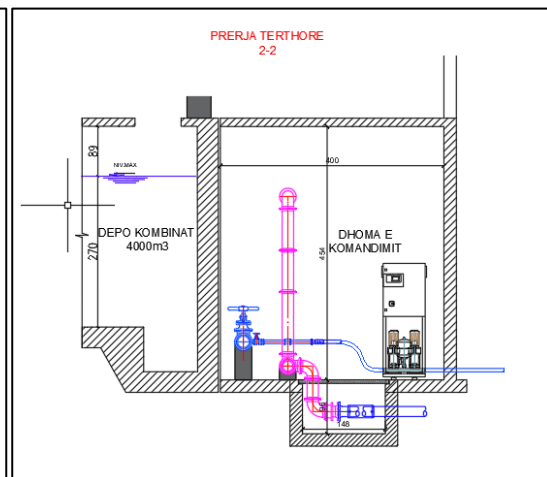 PRERJA TERTHORE
2-2
89
NIV.MAX
400
DEPO KOMBINAT
4000m3
DHOMA E
KOMANDIMIT
270
454
148